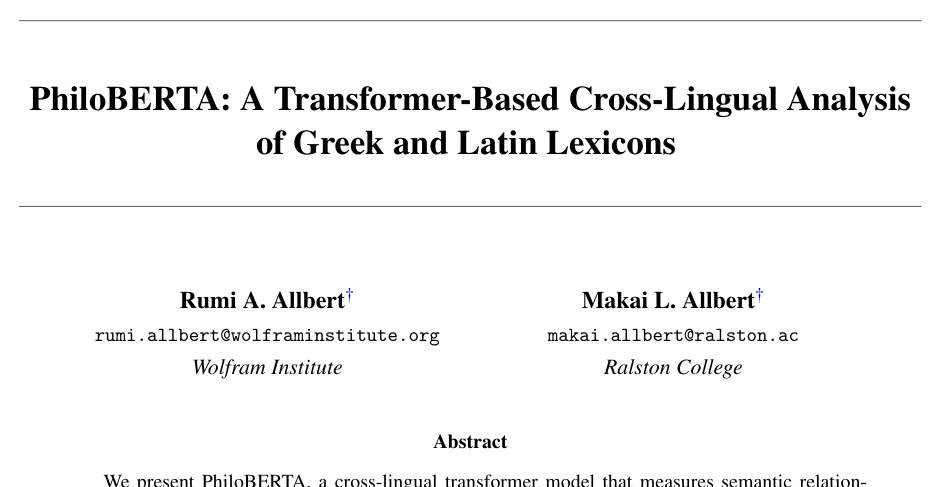 PhiloBERTA: A Transformer-Based Cross-Lingual Analysis
of Greek and Latin Lexicons
Rumi A. Allbert† Makai L. Allbert†
rumi.allbert@wolframinstitute.org makai.allbert@ralston.ac
Wolfram Institute Ralston College
Abstract
We present PhiloBERTA, a cross-lingual transformer model that measures semantic relation-